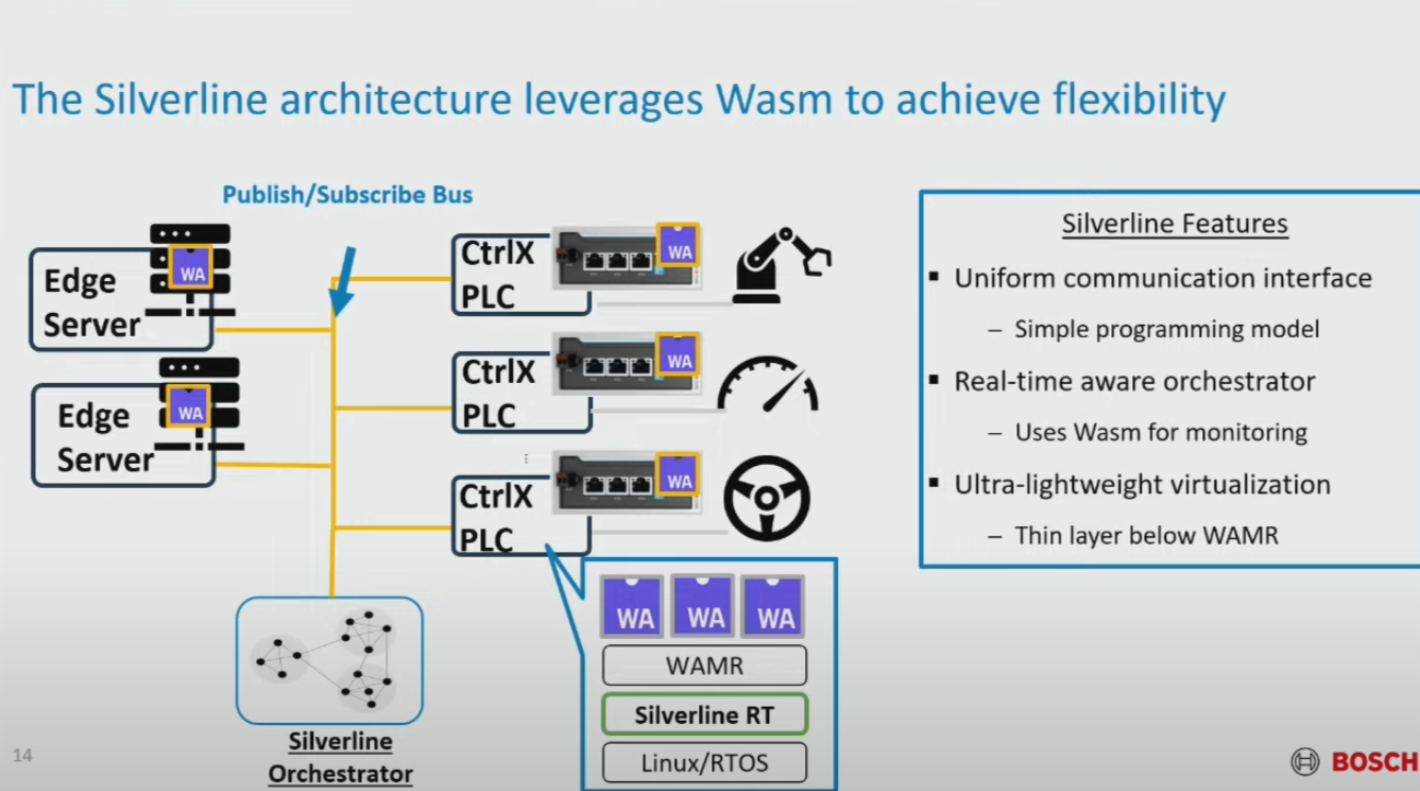 The Silverline architecture leverages Wasm to achieve flexibility
Publish/Subscribe Bus
Edge
Server
WA
Edge
Server
WA
CtrlX
PLC
WA
CtrlX
PLC
WA
CtrlX
PLC
WA
WA WA WA
WAMR
Silverline RT
Linux/RTOS
Silverline
Orchestrator
Silverline Features
▪ Uniform communication interface
– Simple programming model
▪ Real-time aware orchestrator
– Uses Wasm for monitoring
▪ Ultra-lightweight virtualization
– Thin layer below WAMR
14
BOSCH